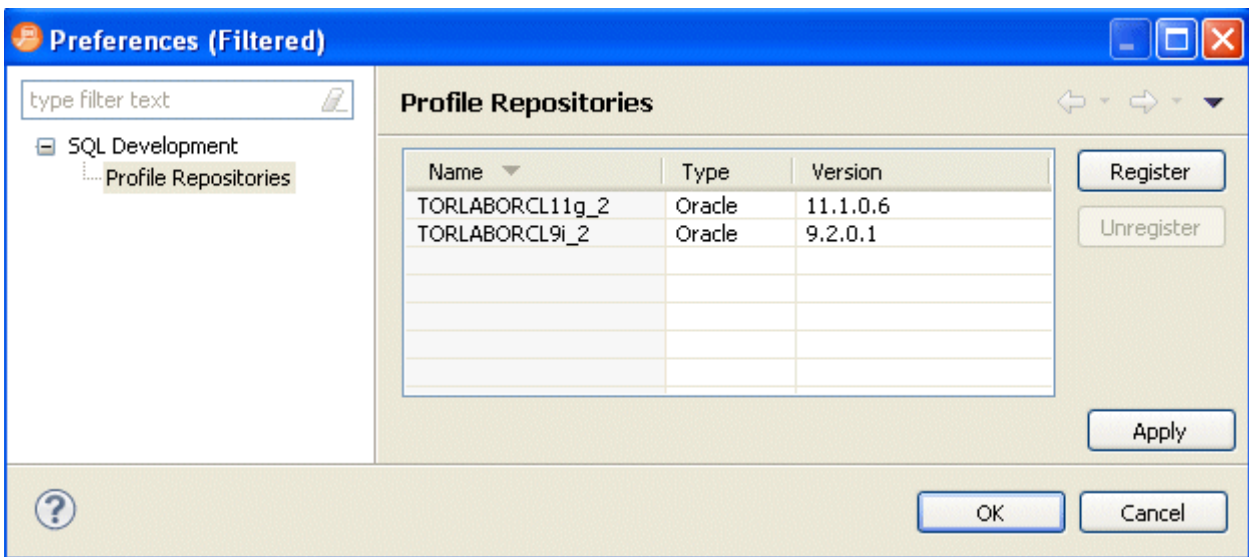 Preferences (Filtered)
type filter text
SQL Development
Profile Repositories
Profile Repositories
Name Type Version
TORLABORCL11g_2 Oracle 11.1.0.6
TORLABORCL9i_2 Oracle 9.2.0.1
Register
Unregister
Apply
?
OK Cancel